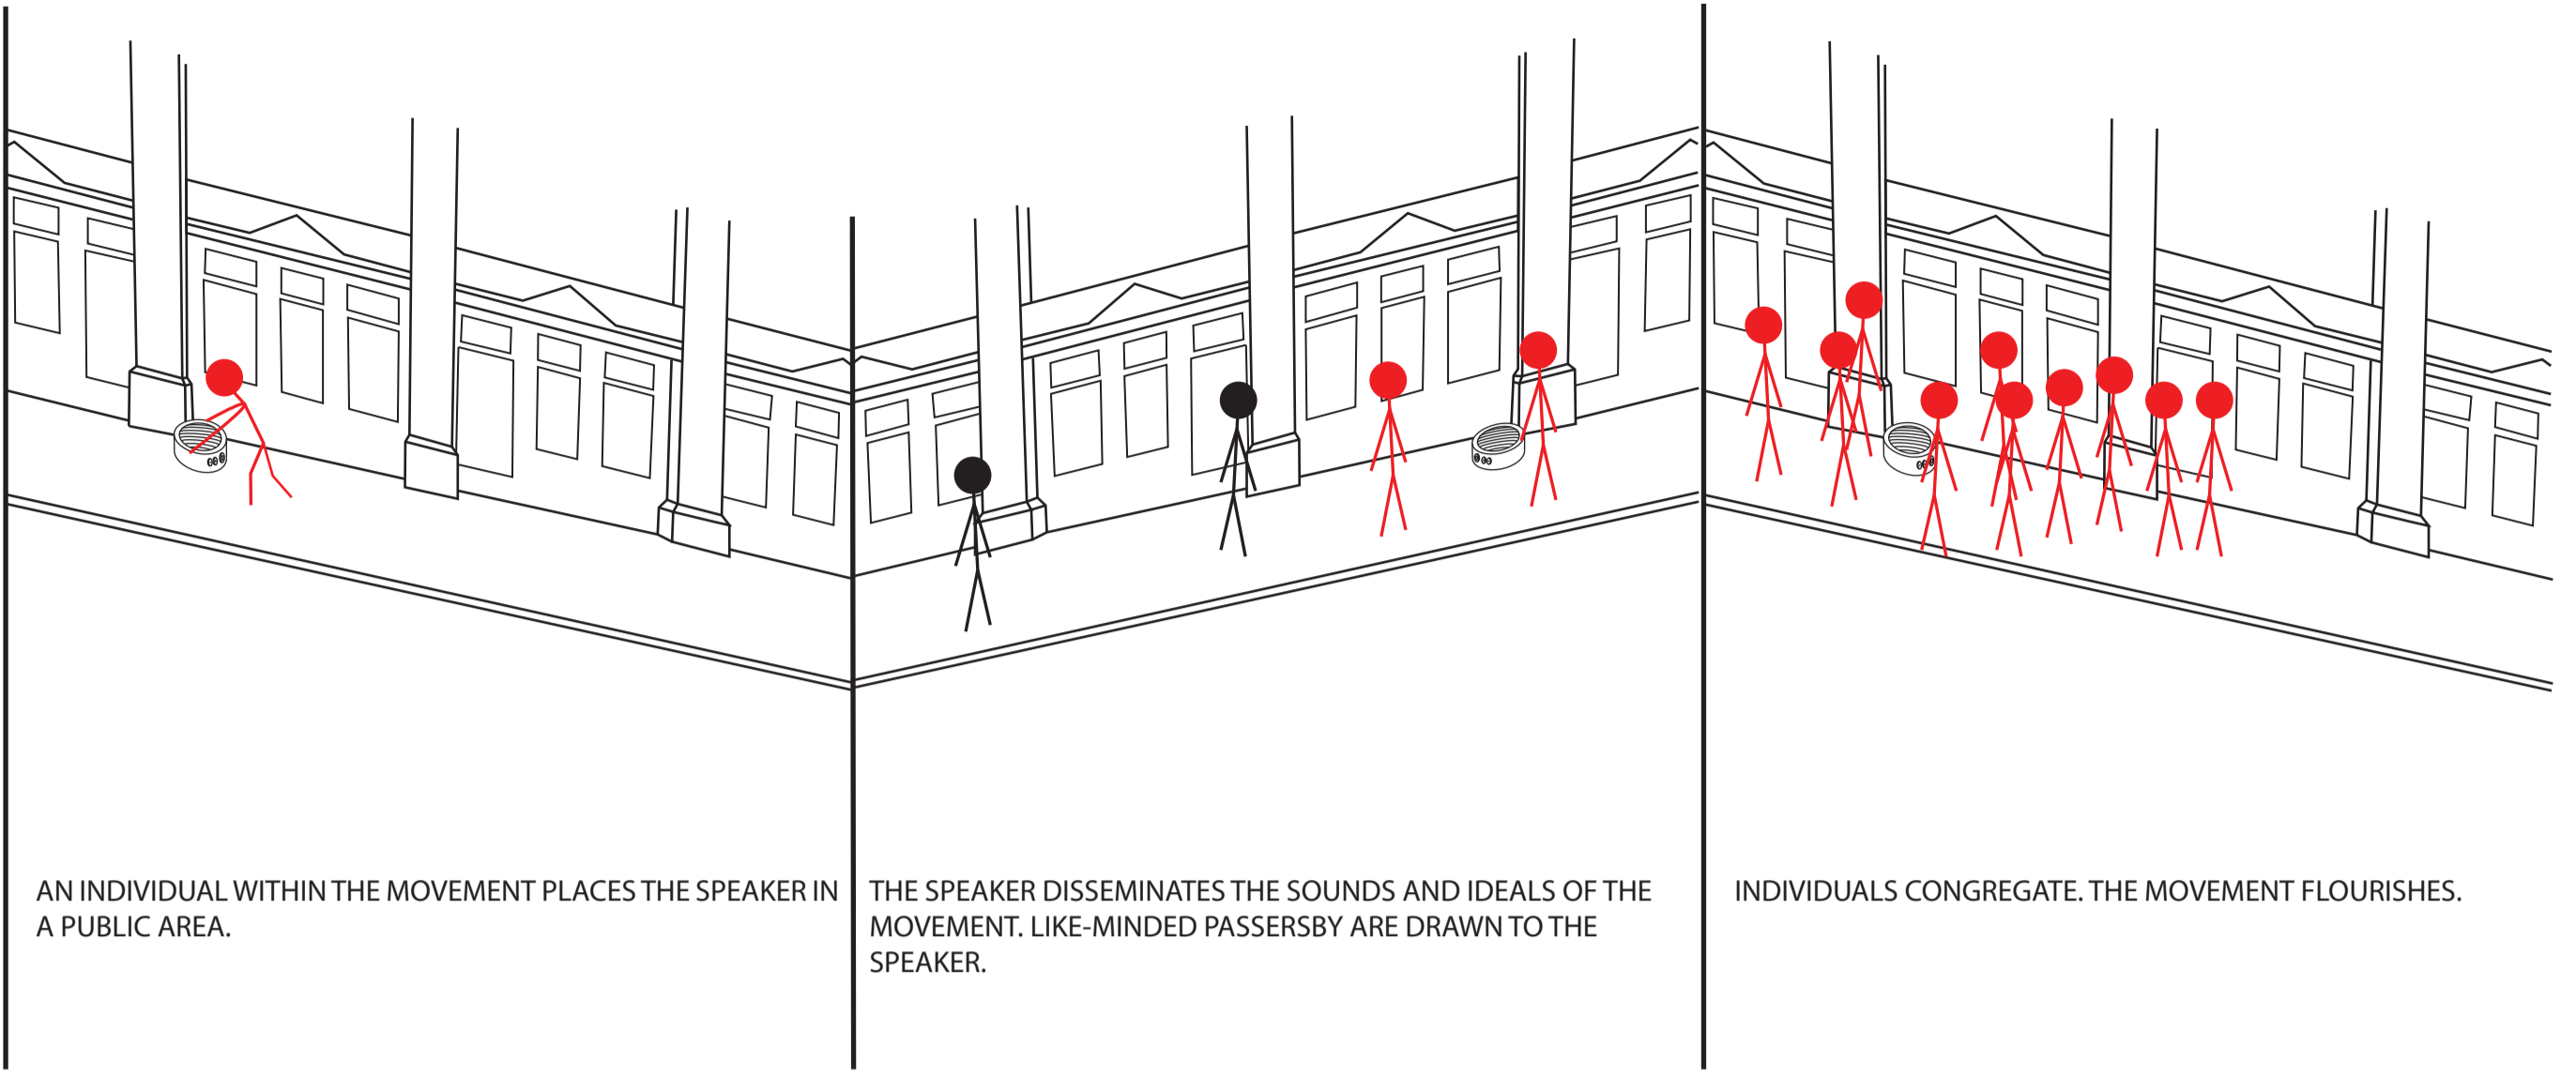 AN INDIVIDUAL WITHIN THE MOVEMENT PLACES THE SPEAKER IN
A PUBLIC AREA.
THE SPEAKER DISSEMINATES THE SOUNDS AND IDEALS OF THE
MOVEMENT. LIKE-MINDED PASSERSBY ARE DRAWN TO THE
SPEAKER.
INDIVIDUALS CONGREGATE. THE MOVEMENT FLOURISHES.